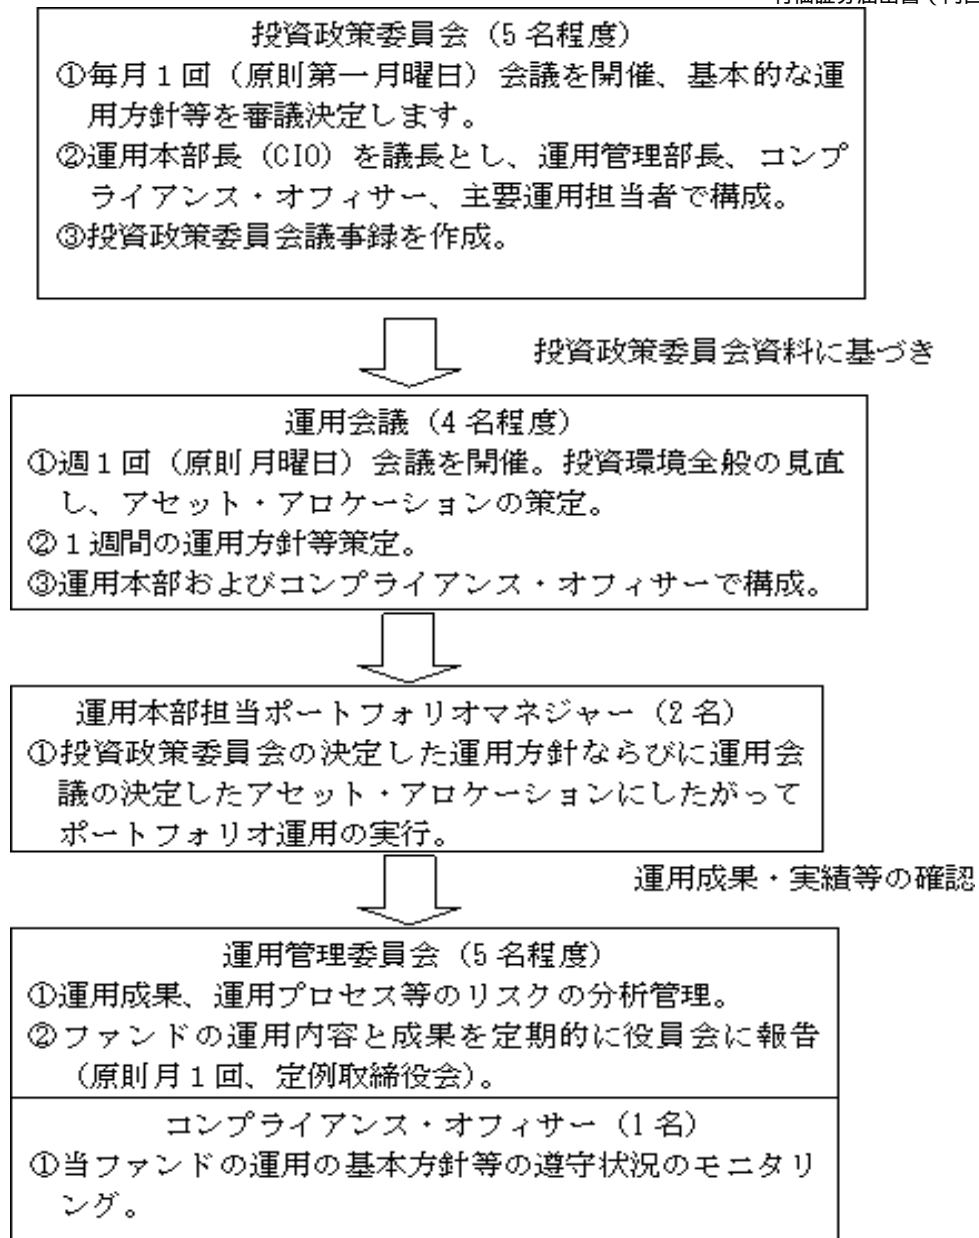 投資政策委員会（5 名程度）
①毎月１回（原則第一月曜日）会議を開催、基本的な運
用方針等を審議決定します。
②運用本部長（CIO）を議長とし、運用管理部長、コンプ
ライアンス・オフィサー、主要運用担当者で構成。
③投資政策委員会議事録を作成。
投資政策委員会資料に基づき
運用会議（4 名程度）
①週１回（原則月曜日）会議を開催。投資環境全般の見直
し、アセット・アロケーションの策定。
②１週間の運用方針等策定。
③運用本部およびコンプライアンス・オフィサーで構成。
運用本部担当ポートフォリオマネジャー（2 名）
①投資政策委員会の決定した運用方針ならびに運用会
議の決定したアセット・アロケーションにしたがって
ポートフォリオ運用の実行。
運用成果・実績等の確認
運用管理委員会（5 名程度）
①運用成果、運用プロセス等のリスクの分析管理。
②ファンドの運用内容と成果を定期的に役員会に報告
（原則月１回、定例取締役会）。
コンプライアンス・オフィサー（1 名）
①当ファンドの運用の基本方針等の遵守状況のモニタリ
ング。